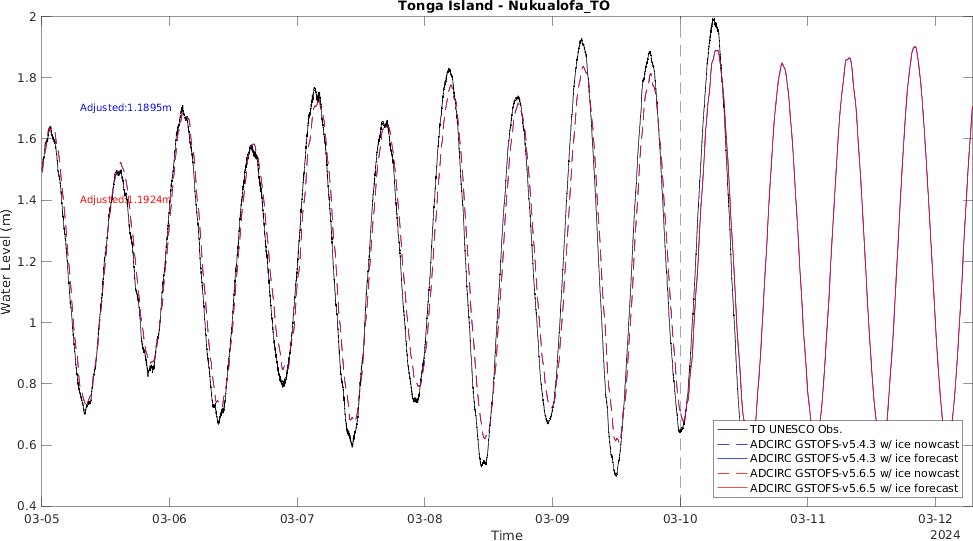 Tonga Island - Nukualofa_TO
2
1.8
1.6
1.4
1.2
1
0.8
0.6
0.4
Water Level (m)
Adjusted:1.1895m
Adjusted:1.1924m
TD UNESCO Obs.
ADCIRC GSTOFS-v5.4.3 w/ ice nowcast
ADCIRC GSTOFS-v5.4.3 w/ ice forecast
ADCIRC GSTOFS-v5.6.5 w/ ice nowcast
ADCIRC GSTOFS-v5.6.5 w/ ice forecast
03-05 03-06 03-07 03-08 03-09 03-10 03-11 03-12
2024
Time